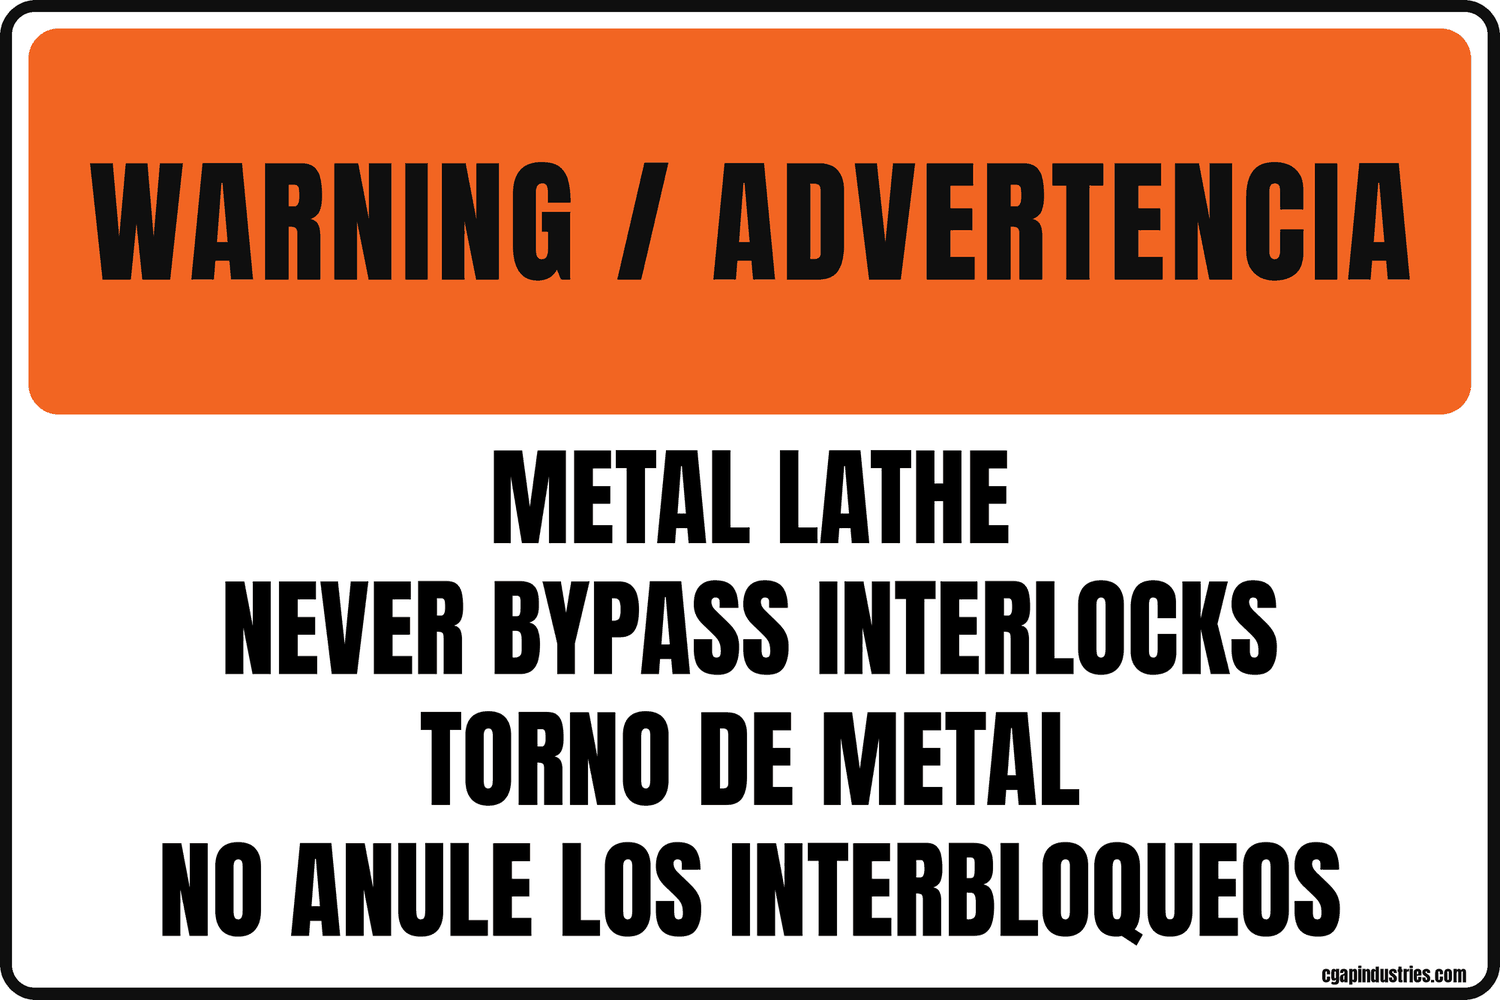 WARNING / ADVERTENCIA
METAL LATHE
NEVER BYPASS INTERLOCKS
TORNO DE METAL
NO ANULE LOS INTERBLOQUEOS
cgapindustries.com